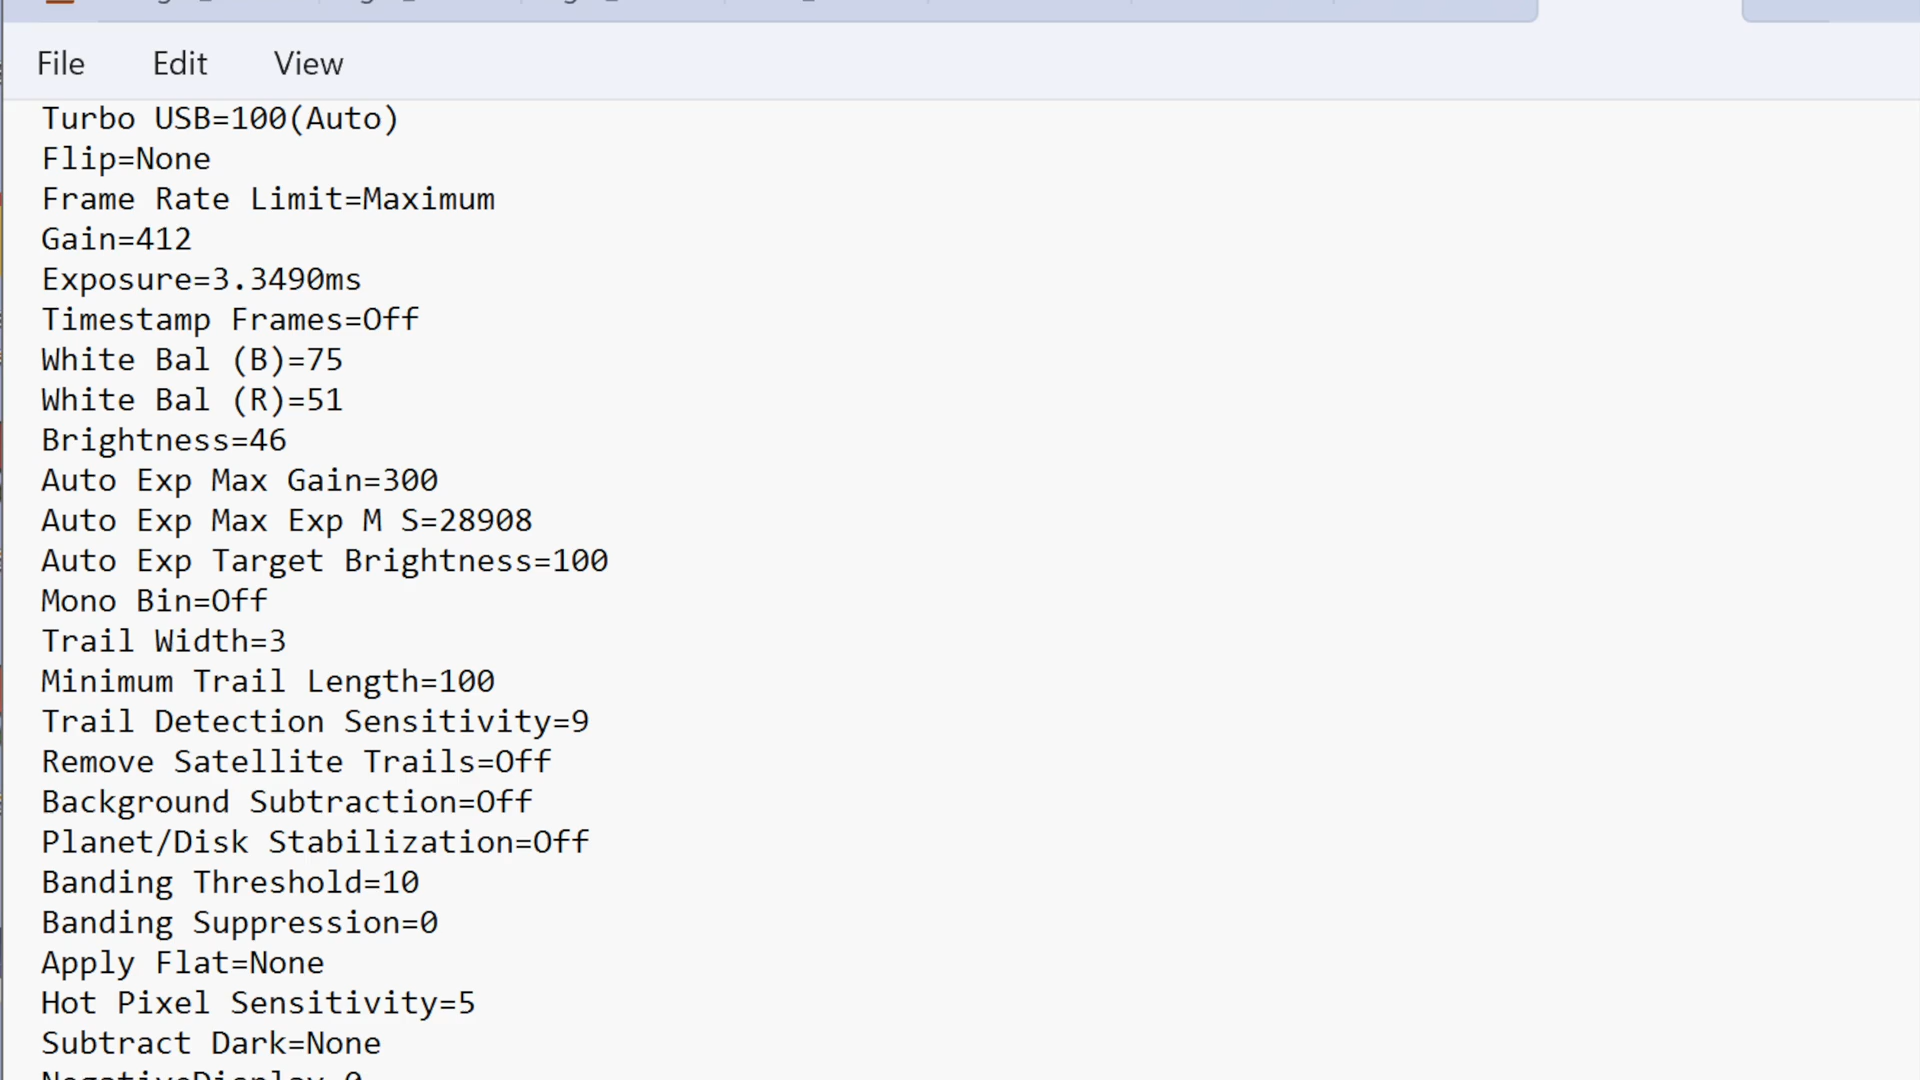 File Edit View
Turbo USB=100(Auto)
Flip=None
Frame Rate Limit=Maximum
Gain=412
Exposure=3.3490ms
Timestamp Frames=Off
White Bal (B)=75
White Bal (R)=51
Brightness=46
Auto Exp Max Gain=300
Auto Exp Max Exp M S=28908
Auto Exp Target Brightness=100
Mono Bin=Off
Trail Width=3
Minimum Trail Length=100
Trail Detection Sensitivity=9
Remove Satellite Trails=Off
Background Subtraction=Off
Planet/Disk Stabilization=Off
Banding Threshold=10
Banding Suppression=0
Apply Flat=None
Hot Pixel Sensitivity=5
Subtract Dark=None